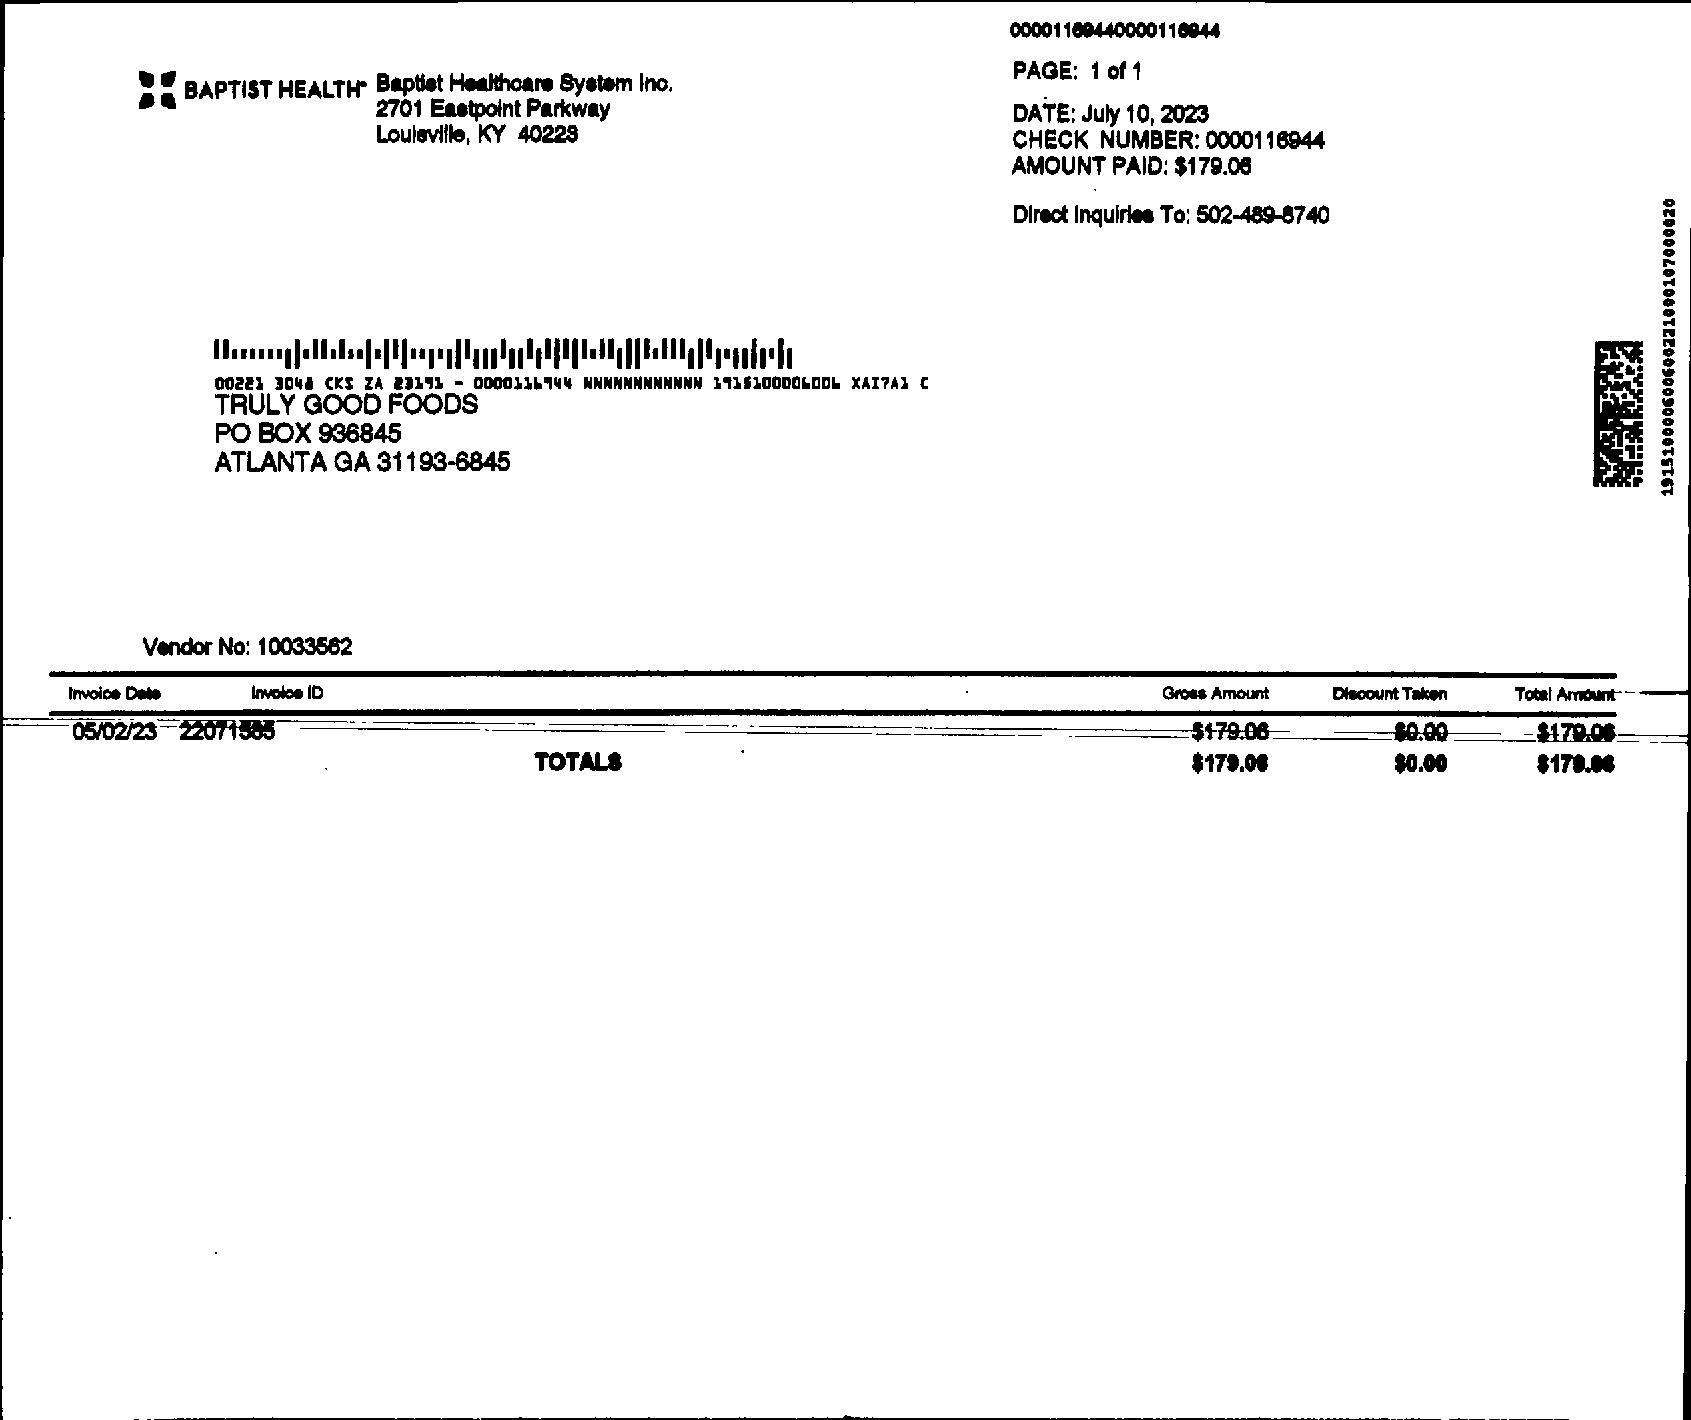 00001169440000116944
BAPTIST HEALTH
Baptist Healthcare System Inc.
2701 Eastpoint Parkway
Louisville, KY 40223
PAGE: 1 of 1
DATE: July 10, 2023
CHECK NUMBER: 0000116944
AMOUNT PAID: $179.06
Direct Inquiries To: 502-489-8740
00221 3048 CKS ZA 23191 - 0000116944 NNNNNNNNNNNN 1915100006006 XAI7A1 C
TRULY GOOD FOODS
PO BOX 936845
ATLANTA GA 31193-6845
Vendor No: 10033562
Invoice Date Invoice ID Gross Amount Discount Taken Total Amount
05/02/23 22071565 $179.06 $0.00 $179.06
TOTALS $179.06 $0.00 $179.06